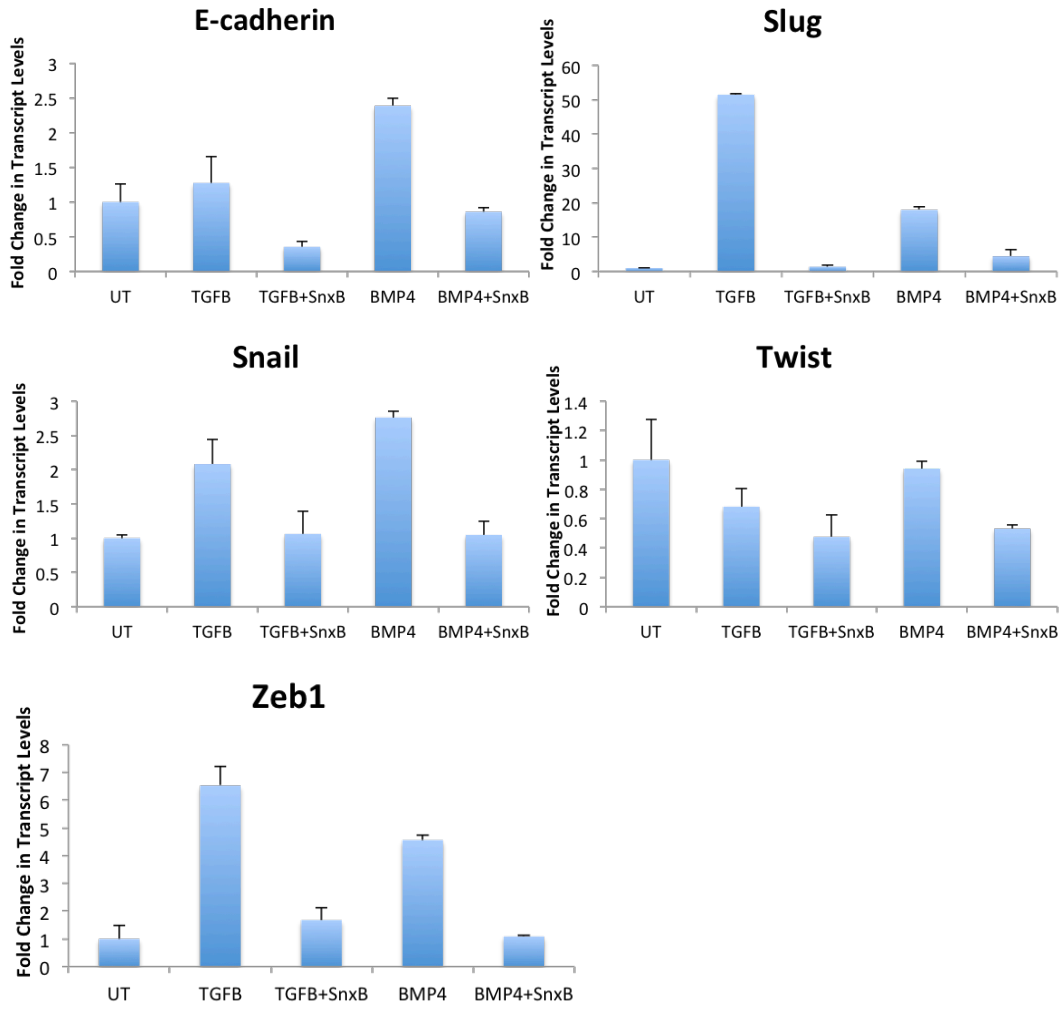 E-cadherin
Fold Change in Transcript Levels
3
2.5
2
1.5
1
0.5
0
UT TGFB TGFB+SnxB BMP4 BMP4+SnxB
Slug
Fold Change in Transcript Levels
60
50
40
30
20
10
0
UT TGFB TGFB+SnxB BMP4 BMP4+SnxB
Snail
Fold Change in Transcript Levels
3
2.5
2
1.5
1
0.5
0
UT TGFB TGFB+SnxB BMP4 BMP4+SnxB
Twist
Fold Change in Transcript Levels
1.4
1.2
1
0.8
0.6
0.4
0.2
0
UT TGFB TGFB+SnxB BMP4 BMP4+SnxB
Zeb1
Fold Change in Transcript Levels
8
7
6
5
4
3
2
1
0
UT TGFB TGFB+SnxB BMP4 BMP4+SnxB